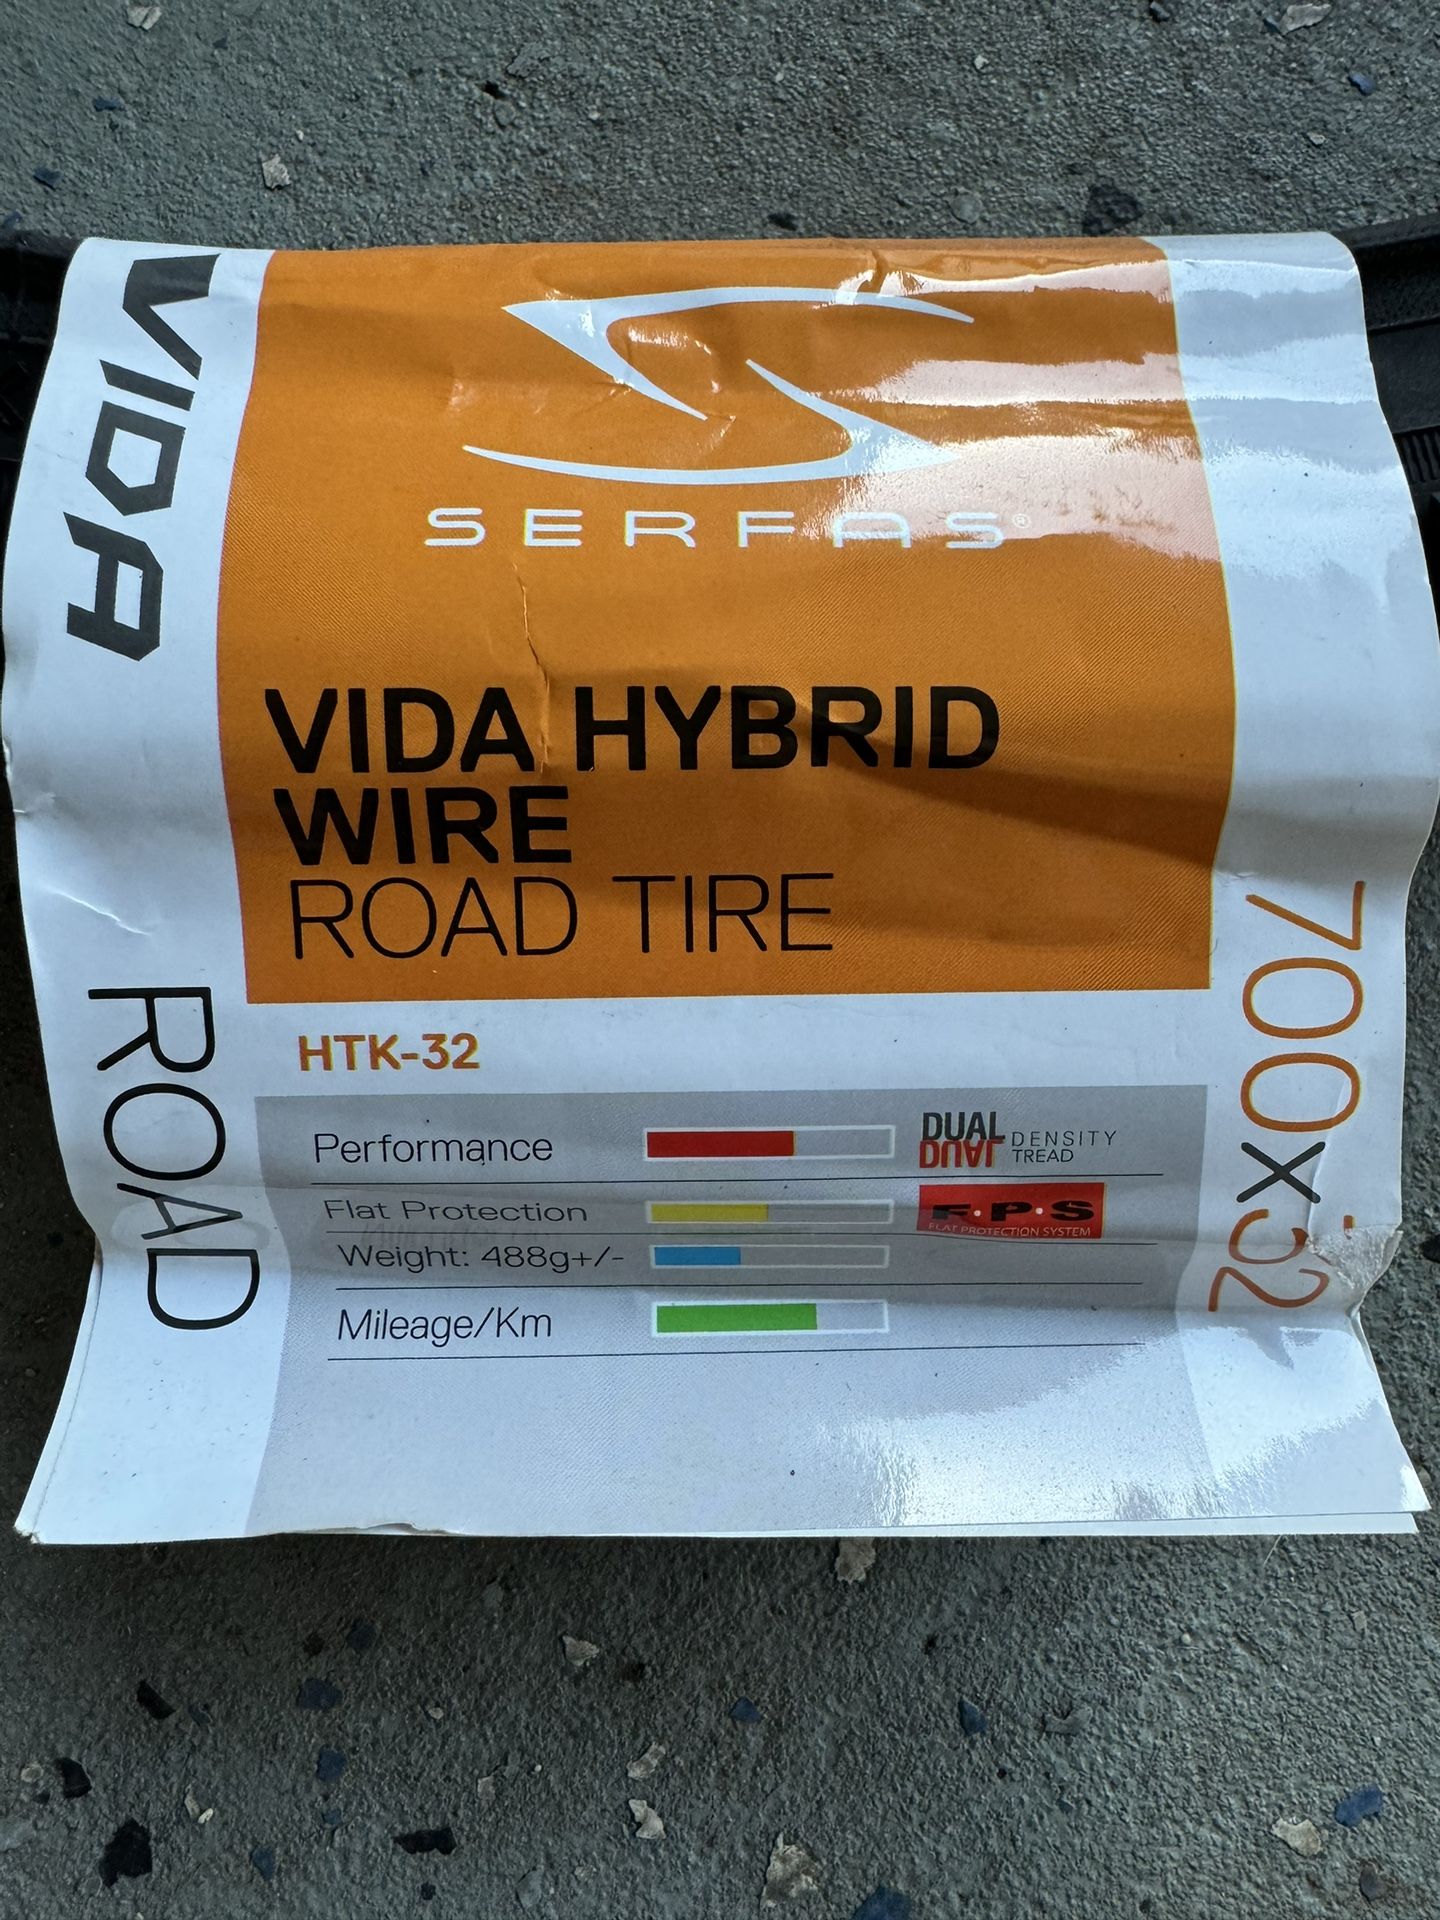 VIDA
ROAD
SERFAS®
VIDA HYBRID
WIRE
ROAD TIRE
HTK-32
Performance
DUAL DENSITY
DUAL TREAD
Flat Protection
F·P·S
FLAT PROTECTION SYSTEM
Weight: 488g+/-
Mileage/Km
700x32